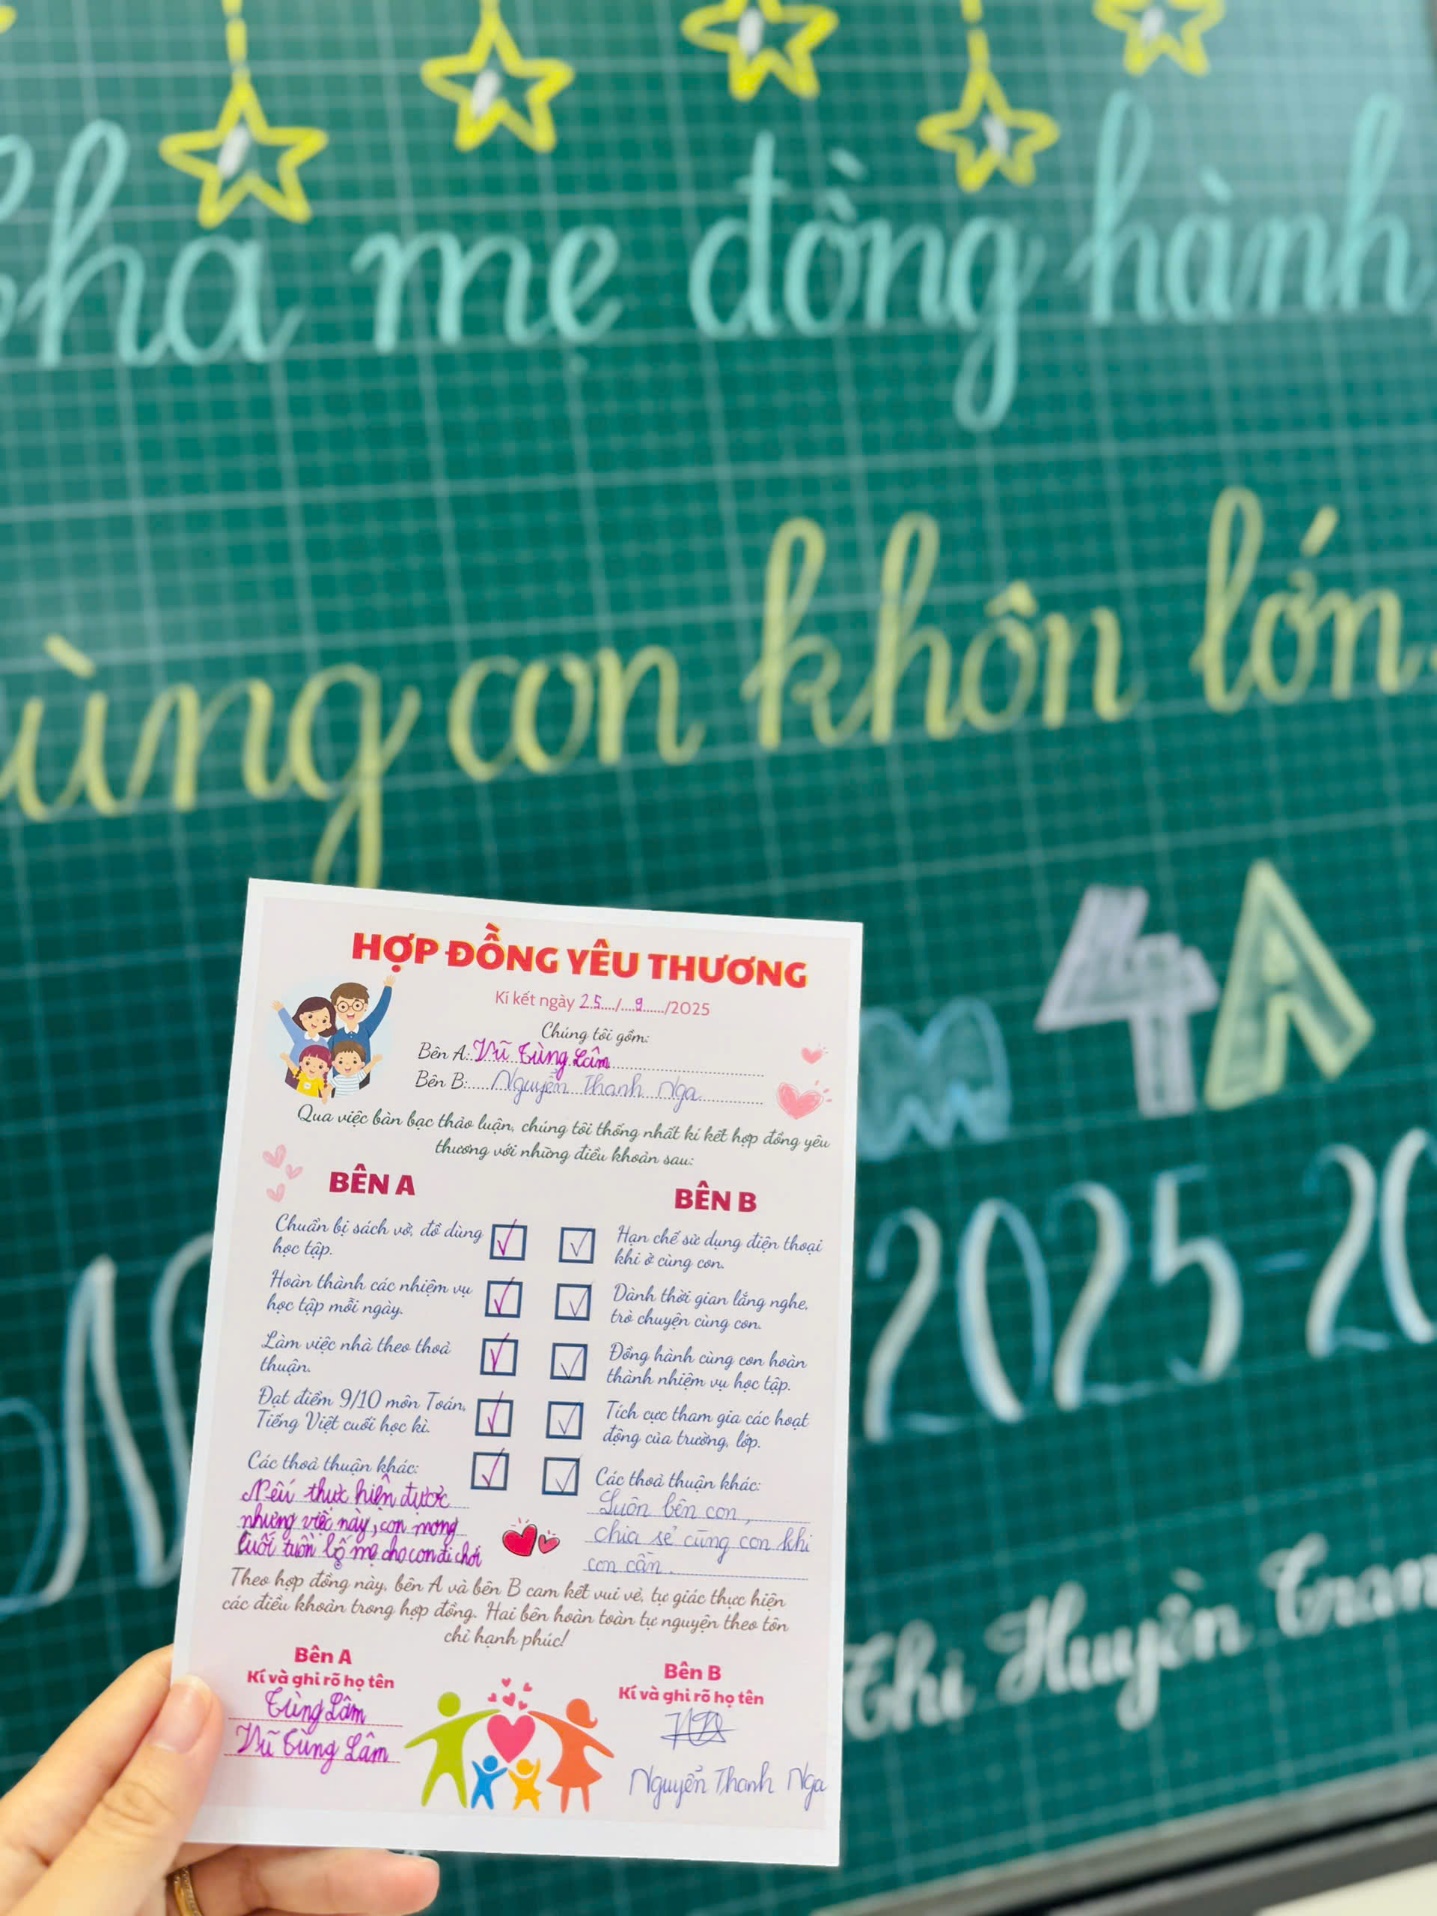 cha mẹ đồng hành
cùng con khôn lớn.
4A
2025-20
Thị Huyền Tran
HỢP ĐỒNG YÊU THƯƠNG
Kí kết ngày 25.../...9....../2025
Chúng tôi gồm:
Bên A: Vũ Tùng Lâm
Bên B: Nguyễn Thanh Nga
Qua việc bàn bạc thảo luận, chúng tôi thống nhất kí kết hợp đồng yêu
thương với những điều khoản sau:
BÊN A
Chuẩn bị sách vở, đồ dùng
học tập.
Hoàn thành các nhiệm vụ
học tập mỗi ngày.
Làm việc nhà theo thoả
thuận.
Đạt điểm 9/10 môn Toán,
Tiếng Việt cuối học kì.
Các thoả thuận khác:
Nếu thực hiện được
những việc này, con mong
cuối tuần bố mẹ cho con đi chơi
BÊN B
Hạn chế sử dụng điện thoại
khi ở cùng con.
Dành thời gian lắng nghe,
trò chuyện cùng con.
Đồng hành cùng con hoàn
thành nhiệm vụ học tập.
Tích cực tham gia các hoạt
động của trường, lớp.
Các thoả thuận khác:
Luôn bên con,
chia sẻ cùng con khi
con cần.
Theo hợp đồng này, bên A và bên B cam kết vui vẻ, tự giác thực hiện
các điều khoản trong hợp đồng. Hai bên hoàn toàn tự nguyện theo tôn
chỉ hạnh phúc!
Bên A
Kí và ghi rõ họ tên
Tùng Lâm
Vũ Tùng Lâm
Bên B
Kí và ghi rõ họ tên
Nguyễn Thanh Nga